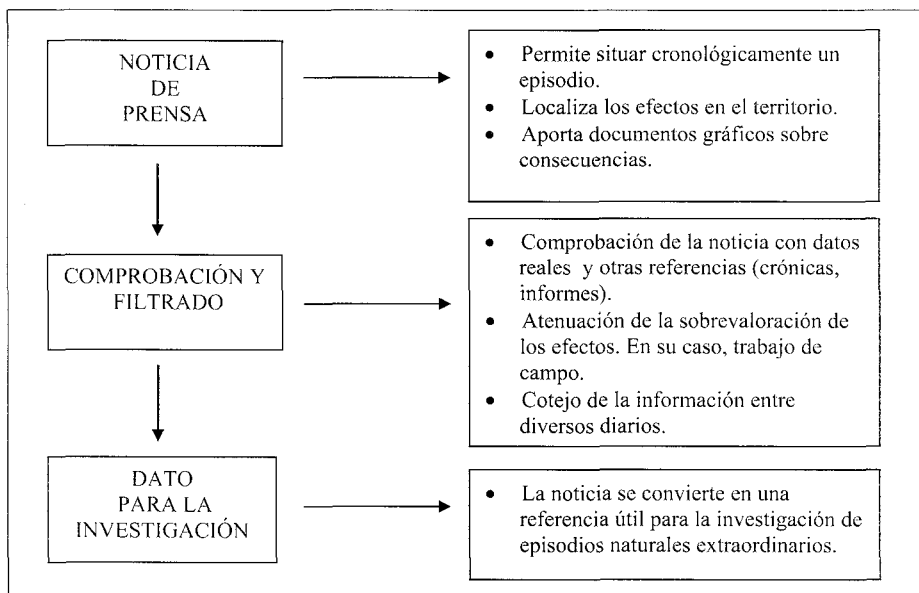 NOTICIA
DE
PRENSA
• Permite situar cronológicamente un
episodio.
• Localiza los efectos en el territorio.
• Aporta documentos gráficos sobre
consecuencias.
COMPROBACIÓN Y
FILTRADO
• Comprobación de la noticia con datos
reales y otras referencias (crónicas,
informes).
• Atenuación de la sobrevaloración de
los efectos. En su caso, trabajo de
campo.
• Cotejo de la información entre
diversos diarios.
DATO
PARA LA
INVESTIGACIÓN
• La noticia se convierte en una
referencia útil para la investigación de
episodios naturales extraordinarios.